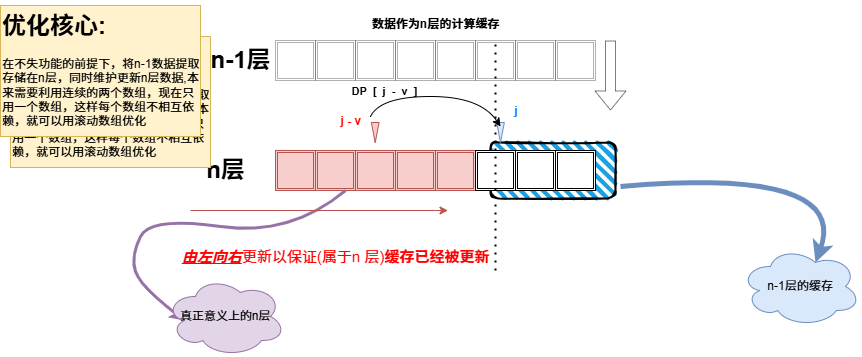 优化核心:
在不失功能的前提下，将n-1数据提取
存储在n层，同时维护更新n层数据,本
来需要利用连续的两个数组，现在只
用一个数组，这样每个数组不相互依
赖，就可以用滚动数组优化
取
本
用一个数组，这样每个数组不相互依
赖，就可以用滚动数组优化
数据作为n层的计算缓存
n-1层
DP [ j - v ]
j - v
j
n层
由左向右更新以保证(属于n 层)缓存已经被更新
真正意义上的n层
n-1层的缓存